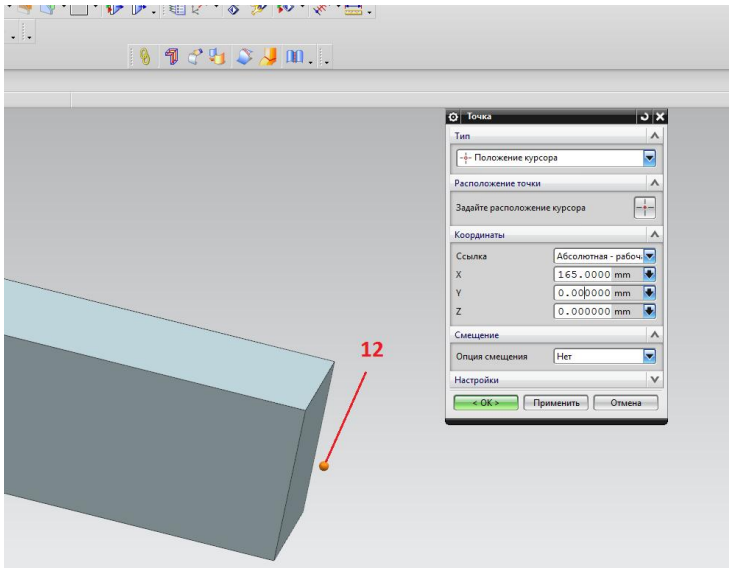 Точка
Тип
Положение курсора
Расположение точки
Задайте расположение курсора
Координаты
Ссылка Абсолютная - рабоч
X 165.0000 mm
Y 0.000000 mm
Z 0.000000 mm
Смещение
Опция смещения Нет
Настройки
< OK > Применить Отмена
12